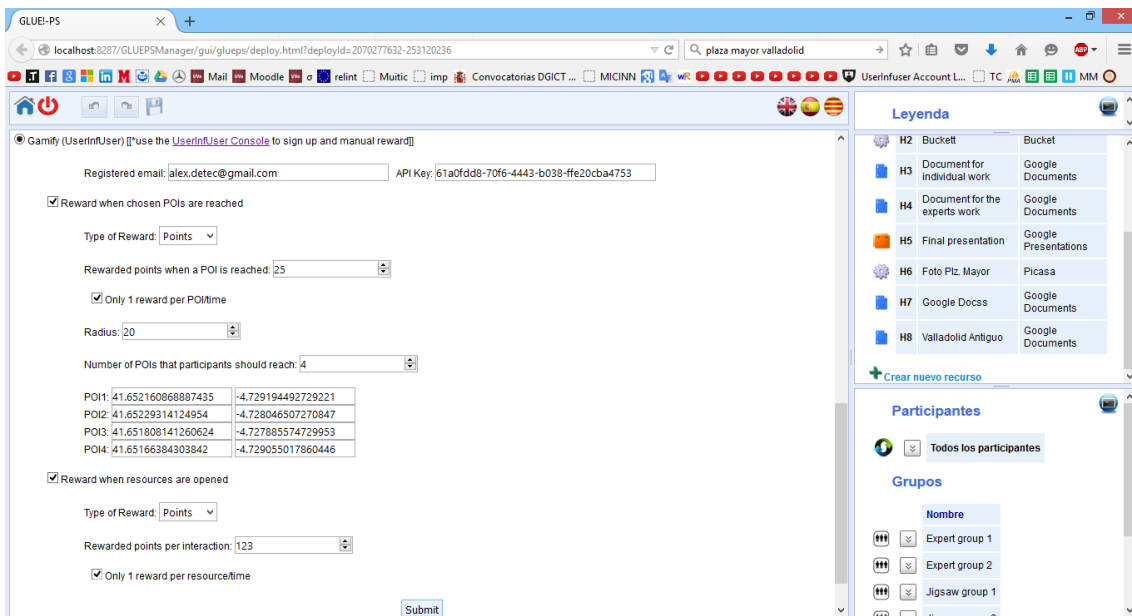 GLUE!-PS
localhost:8287/GLUEPSManager/gui/glueps/deploy.html?deployId=2070277632-253120236
plaza mayor valladolid
ABP
Mail Moodle relint Muitic imp Convocatorias DGICT ... MICINN wR UserInfuser Account L... TC PMA MM
Gamify (UserInfUser) [[*use the UserInfUser Console to sign up and manual reward]]
Registered email: alex.detec@gmail.com API Key: 61a0fdd8-70f6-4443-b038-ffe20cba4753
Reward when chosen POIs are reached
Type of Reward: Points
Rewarded points when a POI is reached: 25
Only 1 reward per POI/time
Radius: 20
Number of POIs that participants should reach: 4
POI1: 41.652160868887435 -4.729194492729221
POI2: 41.65229314124954 -4.728046507270847
POI3: 41.651808141260624 -4.727885574729953
POI4: 41.65166384303842 -4.729055017860446
Reward when resources are opened
Type of Reward: Points
Rewarded points per interaction: 123
Only 1 reward per resource/time
Submit
Leyenda
H2 Buckett Bucket
H3 Document for individual work Google Documents
H4 Document for the experts work Google Documents
H5 Final presentation Google Presentations
H6 Foto Plz. Mayor Picasa
H7 Google Docss Google Documents
H8 Valladolid Antiguo Google Documents
Crear nuevo recurso
Participantes
Todos los participantes
Grupos
Nombre
Expert group 1
Expert group 2
Jigsaw group 1